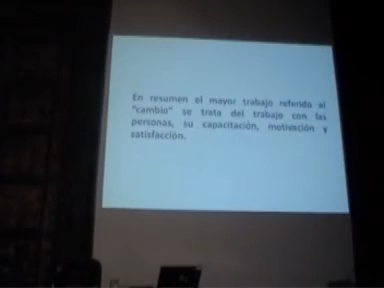 En resumen el mayor trabajo referido al
"cambio" se trata del trabajo con las
personas, su capacitación, motivación y
satisfacción.